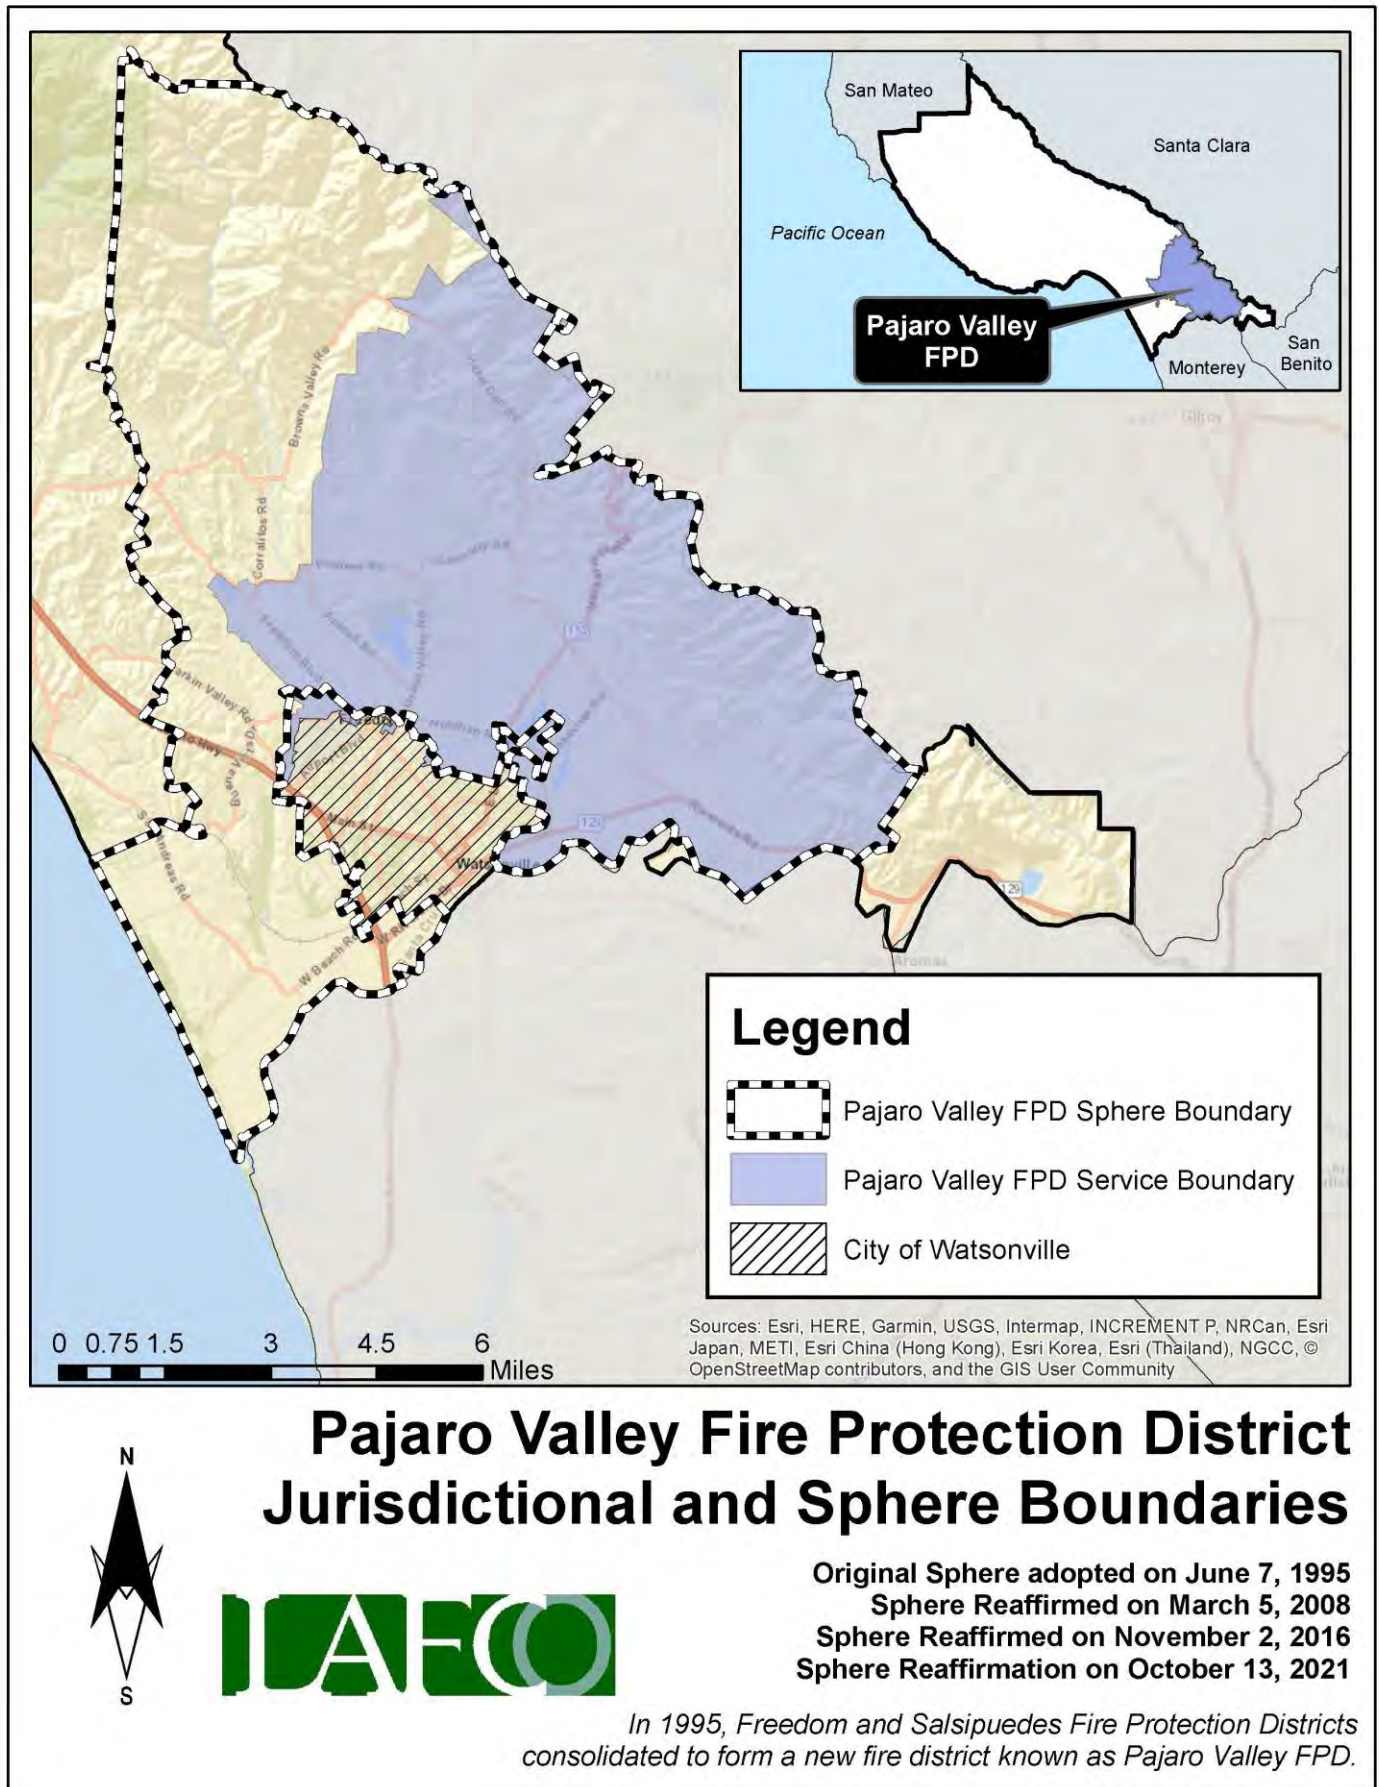 San Mateo
Santa Clara
Pacific Ocean
Pajaro Valley
FPD
San
Benito
Monterey
Gilroy
Browns Valley Rd
Corralitos Rd
152
Larkin Valley Rd
Buena Vista Dr
Airport Blvd
Main St
129
Riverside Rd
Watsonville
San Andreas Rd
W Beach Rd
129
Aromas
Legend
Pajaro Valley FPD Sphere Boundary
Pajaro Valley FPD Service Boundary
City of Watsonville
Sources: Esri, HERE, Garmin, USGS, Intermap, INCREMENT P, NRCan, Esri
Japan, METI, Esri China (Hong Kong), Esri Korea, Esri (Thailand), NGCC, ©
OpenStreetMap contributors, and the GIS User Community
0 0.75 1.5 3 4.5 6
Miles
Pajaro Valley Fire Protection District
Jurisdictional and Sphere Boundaries
N
S
LAFCO
Original Sphere adopted on June 7, 1995
Sphere Reaffirmed on March 5, 2008
Sphere Reaffirmed on November 2, 2016
Sphere Reaffirmation on October 13, 2021
In 1995, Freedom and Salsipuedes Fire Protection Districts
consolidated to form a new fire district known as Pajaro Valley FPD.